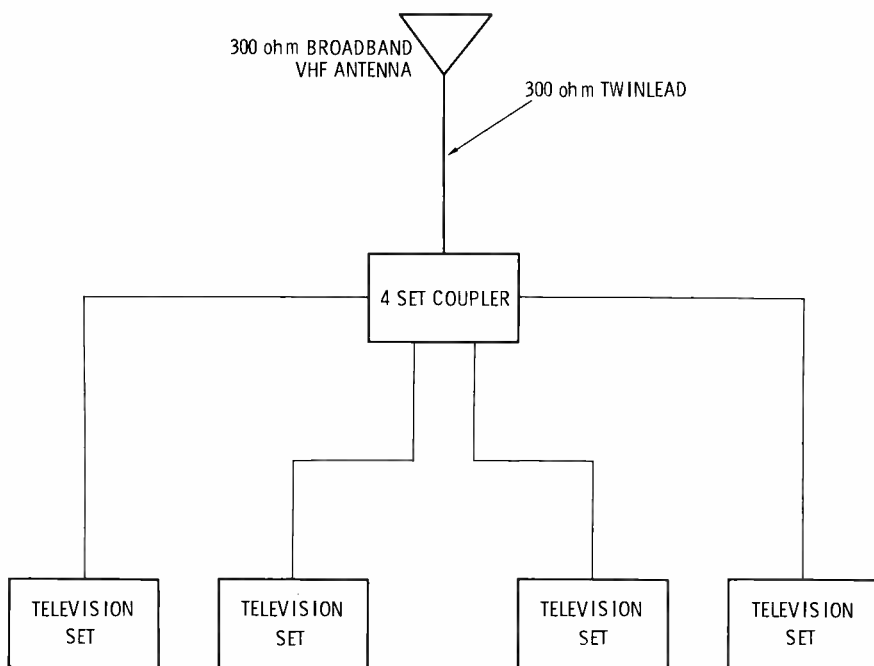 300 ohm BROADBAND
VHF ANTENNA
300 ohm TWINLEAD
4 SET COUPLER
TELEVISION
SET
TELEVISION
SET
TELEVISION
SET
TELEVISION
SET